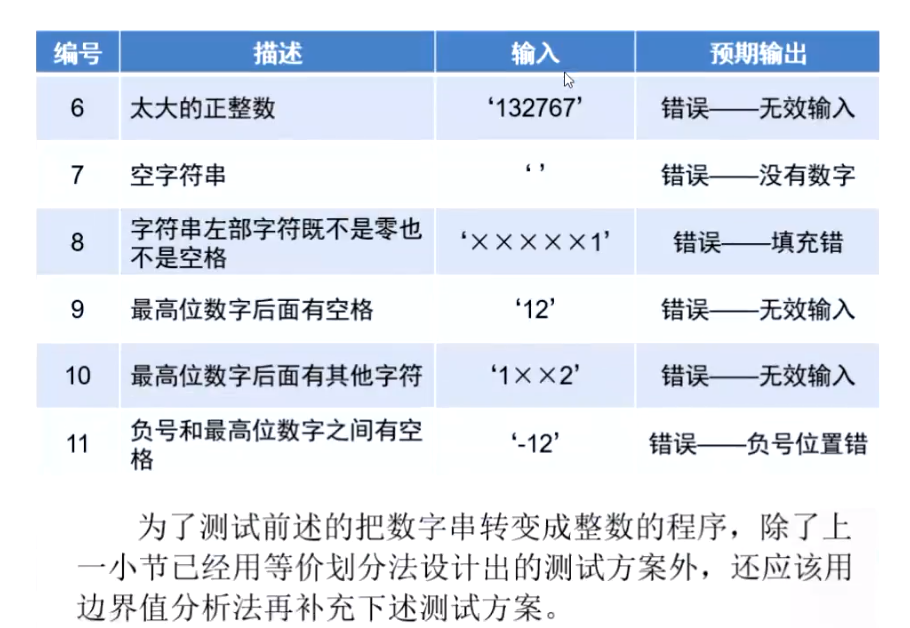 编号 描述 输入 预期输出
6 太大的正整数 ‘132767’ 错误——无效输入
7 空字符串 ‘ ’ 错误——没有数字
8 字符串左部字符既不是零也
不是空格 ‘×××××1’ 错误——填充错
9 最高位数字后面有空格 ‘12’ 错误——无效输入
10 最高位数字后面有其他字符 ‘1××2’ 错误——无效输入
11 负号和最高位数字之间有空
格 ‘-12’ 错误——负号位置错
为了测试前述的把数字串转变成整数的程序，除了上
一小节已经用等价划分法设计出的测试方案外，还应该用
边界值分析法再补充下述测试方案。